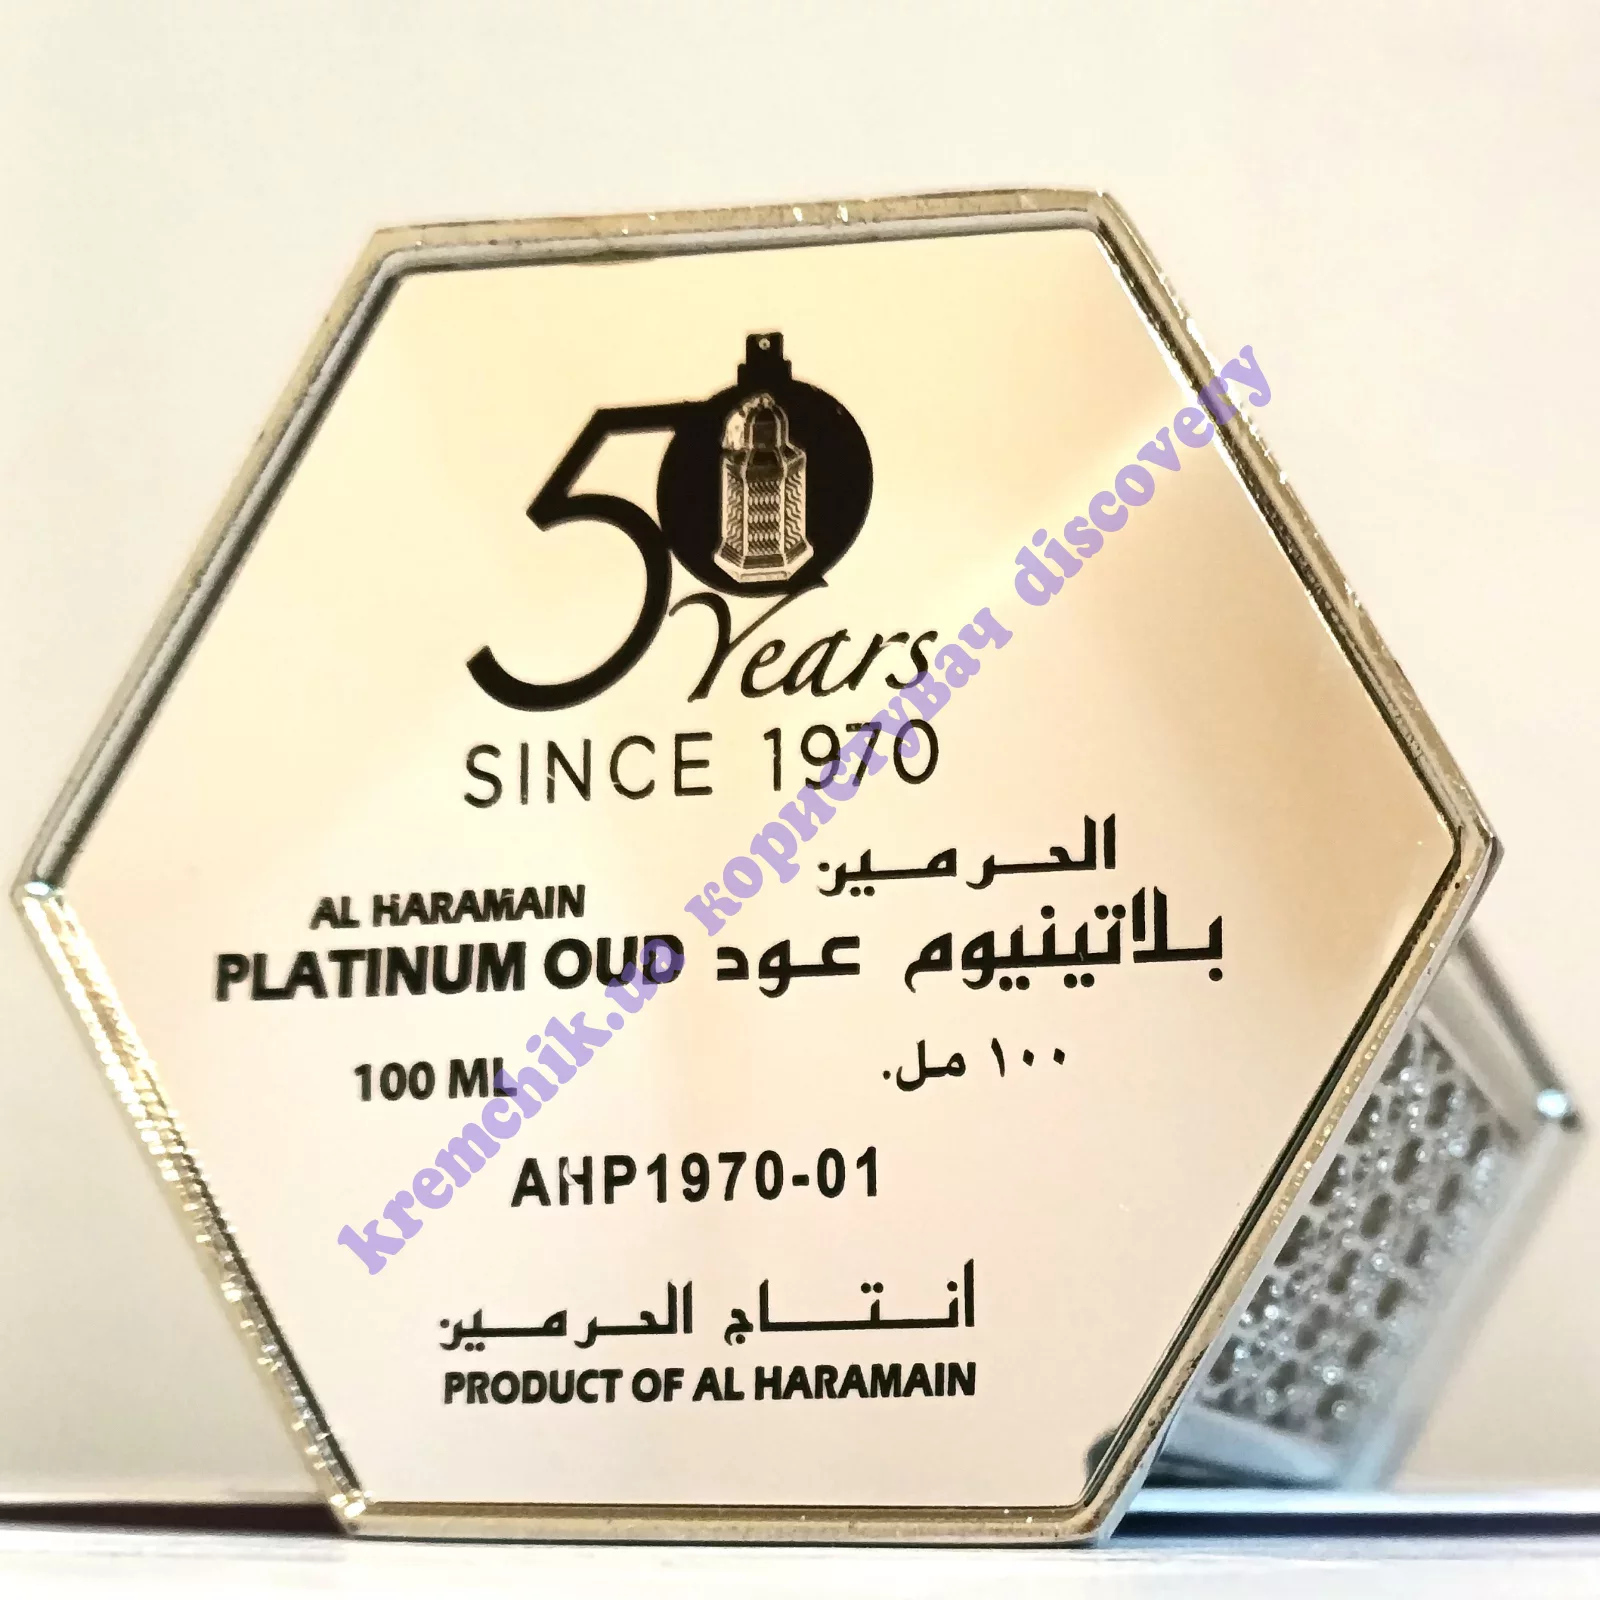 50
Years
SINCE 1970
الحرمين
AL HARAMAIN
PLATINUM OUD بلاتينيوم عود
100 ML ١٠٠ مل.
AHP1970-01
انتاج الحرمين
PRODUCT OF AL HARAMAIN
kremchik.ua користуВач discovery